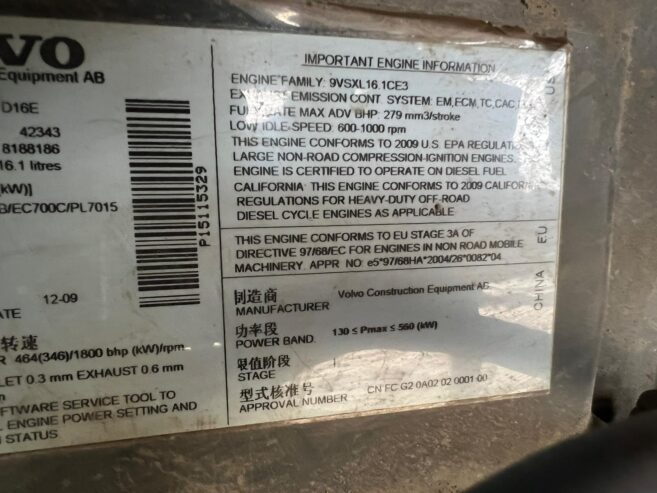 VO
Equipment AB
D16E
42343
8188186
16.1 litres
(kW)]
B/EC700C/PL7015
P15115329
ATE 12-09
转速
R 464(346)/1800 bhp (kW)/rpm
LET 0.3 mm EXHAUST 0.6 mm
OFTWARE SERVICE TOOL TO
ENGINE POWER SETTING AND
N STATUS
IMPORTANT ENGINE INFORMATION
ENGINE FAMILY: 9VSXL16.1CE3
EXHAUST EMISSION CONT. SYSTEM: EM,ECM,TC,CAC
FUEL RATE MAX ADV BHP: 279 mm3/stroke
LOW IDLE SPEED: 600-1000 rpm
THIS ENGINE CONFORMS TO 2009 U.S. EPA REGULAT
LARGE NON-ROAD COMPRESSION-IGNITION ENGINES.
ENGINE IS CERTIFIED TO OPERATE ON DIESEL FUEL
CALIFORNIA: THIS ENGINE CONFORMS TO 2009 CALIFORN
REGULATIONS FOR HEAVY-DUTY OFF-ROAD
DIESEL CYCLE ENGINES AS APPLICABLE
US
THIS ENGINE CONFORMS TO EU STAGE 3A OF
DIRECTIVE 97/68/EC FOR ENGINES IN NON ROAD MOBILE
MACHINERY. APPR NO: e5*97/68HA*2004/26*0082*04
EU
制造商
MANUFACTURER Volvo Construction Equipment AB
功率段
POWER BAND 130 ≤ Pmax ≤ 560 (kW)
限值阶段
STAGE
型式核准号
APPROVAL NUMBER CN FC G2 0A02 02 0001 00
CHINA